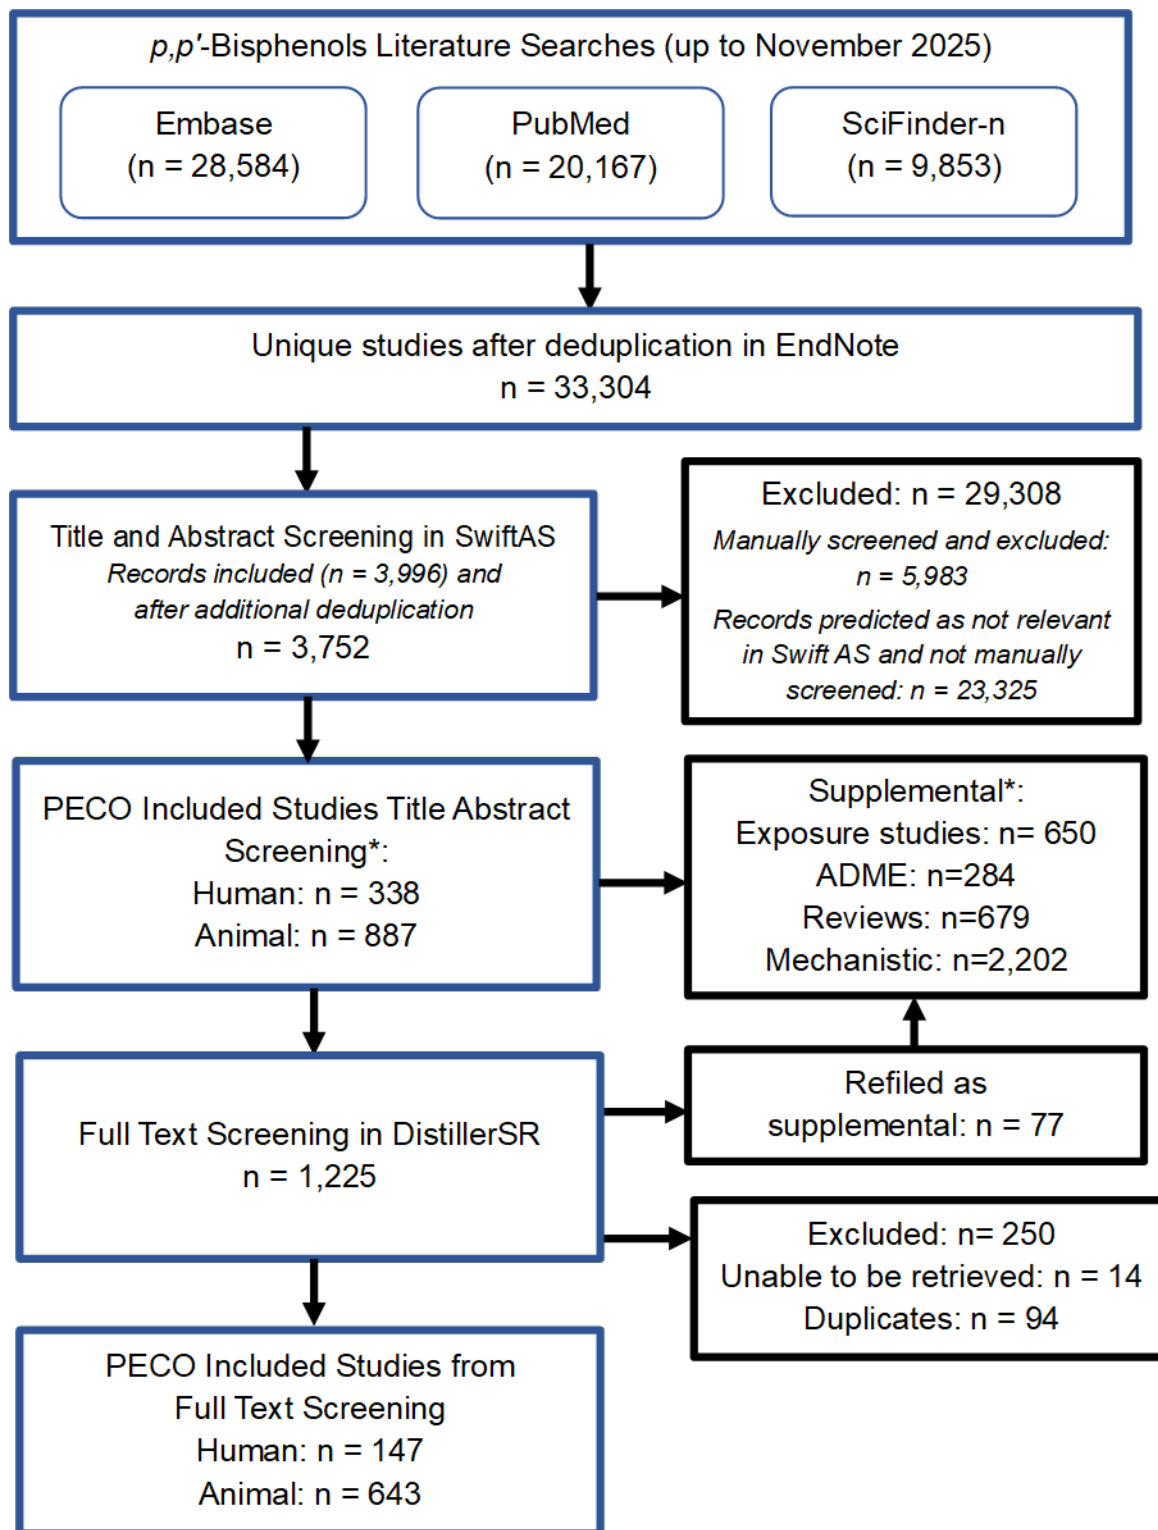 p,p'-Bisphenols Literature Searches (up to November 2025)
Embase
(n = 28,584)
PubMed
(n = 20,167)
SciFinder-n
(n = 9,853)
Unique studies after deduplication in EndNote
n = 33,304
Title and Abstract Screening in SwiftAS
Records included (n = 3,996) and
after additional deduplication
n = 3,752
Excluded: n = 29,308
Manually screened and excluded:
n = 5,983
Records predicted as not relevant
in Swift AS and not manually
screened: n = 23,325
PECO Included Studies Title Abstract
Screening*:
Human: n = 338
Animal: n = 887
Supplemental*:
Exposure studies: n= 650
ADME: n=284
Reviews: n=679
Mechanistic: n=2,202
Full Text Screening in DistillerSR
n = 1,225
Refiled as
supplemental: n = 77
Excluded: n= 250
Unable to be retrieved: n = 14
Duplicates: n = 94
PECO Included Studies from
Full Text Screening
Human: n = 147
Animal: n = 643